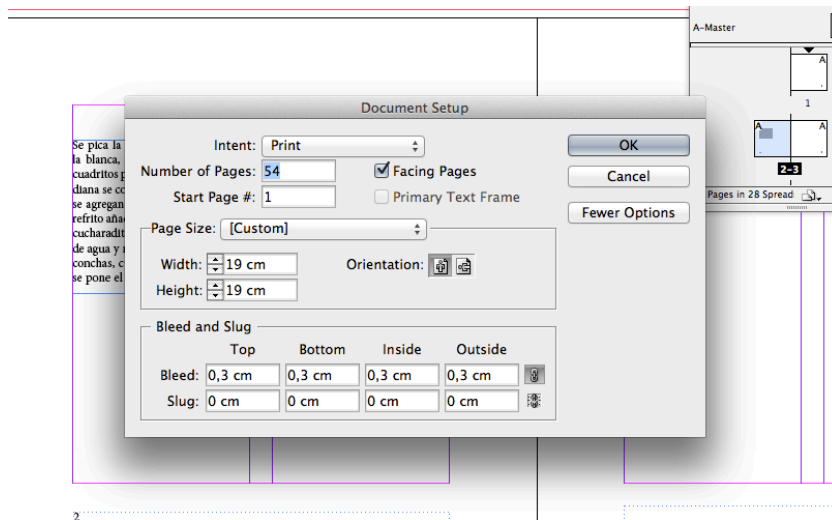 A-Master
A
1
A
A
2-3
Pages in 28 Spread
Se pica la
la blanca,
cuadritos p
diana se co
se agregan
refrito aña
cucharadit
de agua y
conchas, c
se pone el
2
Document Setup
Intent: Print
Number of Pages: 54
Facing Pages
Start Page #: 1
Primary Text Frame
Page Size: [Custom]
Width: 19 cm
Orientation:
Height: 19 cm
OK
Cancel
Fewer Options
Bleed and Slug
Top Bottom Inside Outside
Bleed: 0,3 cm 0,3 cm 0,3 cm 0,3 cm
Slug: 0 cm 0 cm 0 cm 0 cm